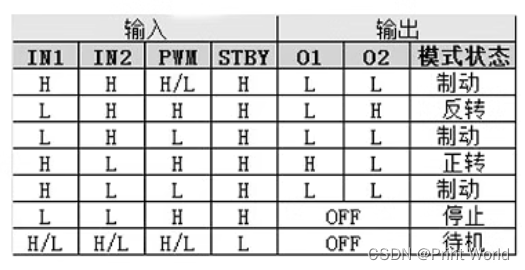 输入 输出
IN1 IN2 PWM STBY O1 O2 模式状态
H H H/L H L L 制动
L H H H L H 反转
L H L H L L 制动
H L H H H L 正转
H L L H L L 制动
L L H H OFF 停止
H/L H/L H/L L OFF 待机
CSDN @Print World